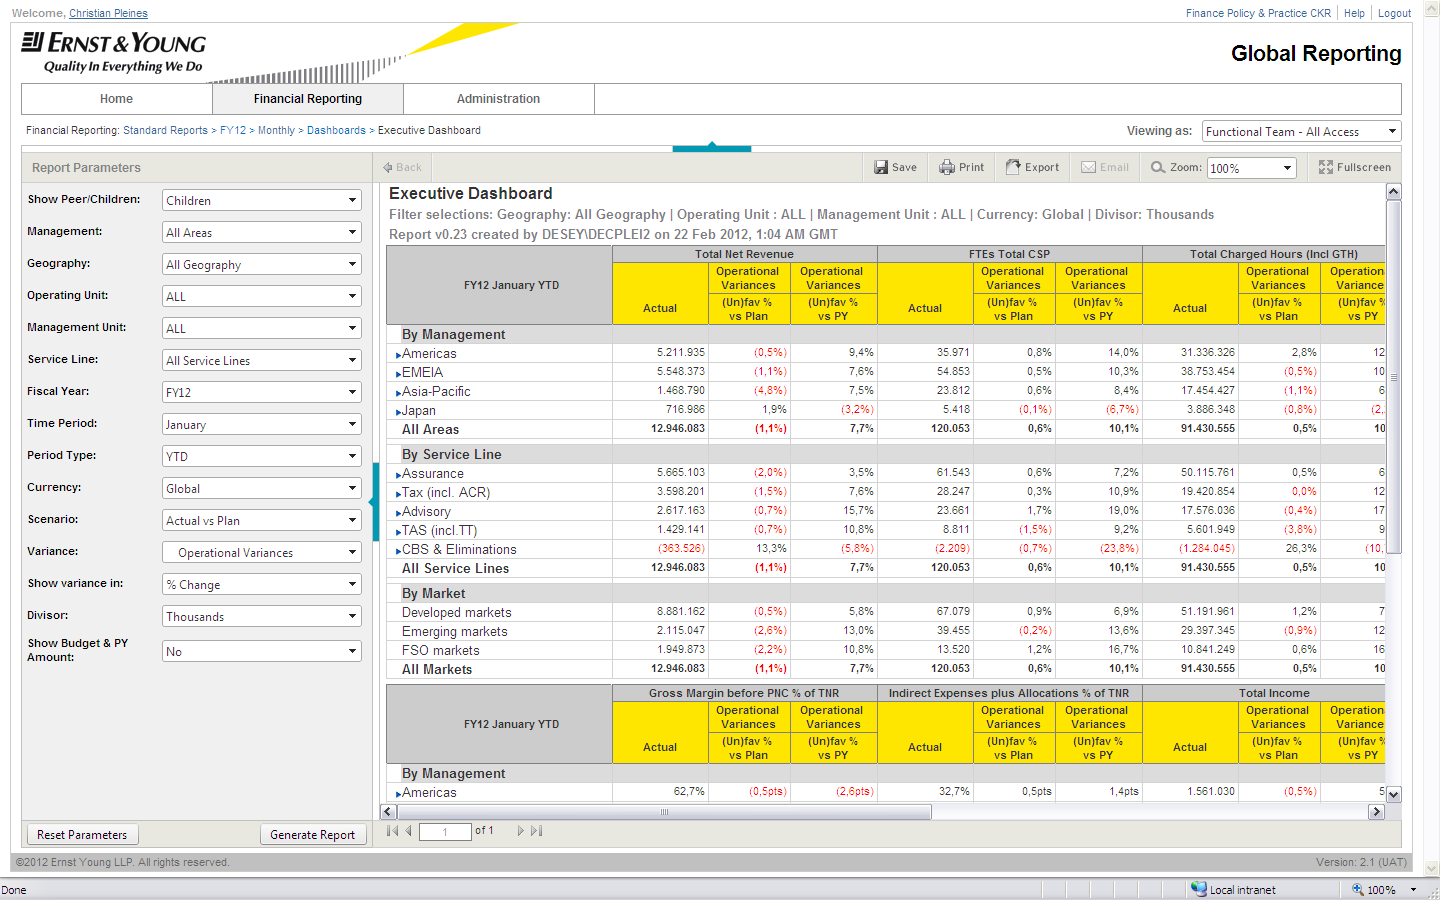 Welcome, Christian Pleines
Finance Policy & Practice CKR | Help | Logout
ERNST & YOUNG
Quality In Everything We Do
Global Reporting
Home Financial Reporting Administration
Financial Reporting: Standard Reports > FY12 > Monthly > Dashboards > Executive Dashboard
Viewing as: Functional Team - All Access
Report Parameters
Back Save Print Export Email Zoom: 100% Fullscreen
Show Peer/Children: Children
Management: All Areas
Geography: All Geography
Operating Unit: ALL
Management Unit: ALL
Service Line: All Service Lines
Fiscal Year: FY12
Time Period: January
Period Type: YTD
Currency: Global
Scenario: Actual vs Plan
Variance: Operational Variances
Show variance in: % Change
Divisor: Thousands
Show Budget & PY
Amount: No
Reset Parameters Generate Report
Executive Dashboard
Filter selections: Geography: All Geography | Operating Unit : ALL | Management Unit : ALL | Currency: Global | Divisor: Thousands
Report v0.23 created by DESEY\DECPLEI2 on 22 Feb 2012, 1:04 AM GMT
Total Net Revenue FTEs Total CSP Total Charged Hours (Incl GTH)
FY12 January YTD
Actual Operational Variances (Un)fav % vs Plan Operational Variances (Un)fav % vs PY
Actual Operational Variances (Un)fav % vs Plan Operational Variances (Un)fav % vs PY
Actual Operational Variances (Un)fav % vs Plan Operation Variance (Un)fav % vs PY
By Management
Americas 5.211.935 (0,5%) 9,4% 35.971 0,8% 14,0% 31.336.326 2,8% 12
EMEIA 5.548.373 (1,1%) 7,6% 54.853 0,5% 10,3% 38.753.454 (0,5%) 10
Asia-Pacific 1.468.790 (4,8%) 7,5% 23.812 0,6% 8,4% 17.454.427 (1,1%) 6
Japan 716.986 1,9% (3,2%) 5.418 (0,1%) (6,7%) 3.886.348 (0,8%) (2,
All Areas 12.946.083 (1,1%) 7,7% 120.053 0,6% 10,1% 91.430.555 0,5% 10
By Service Line
Assurance 5.665.103 (2,0%) 3,5% 61.543 0,6% 7,2% 50.115.761 0,5% 6
Tax (incl. ACR) 3.598.201 (1,5%) 7,6% 28.247 0,3% 10,9% 19.420.854 0,0% 12
Advisory 2.617.163 (0,7%) 15,7% 23.661 1,7% 19,0% 17.576.036 (0,4%) 17
TAS (incl.TT) 1.429.141 (0,7%) 10,8% 8.811 (1,5%) 9,2% 5.601.949 (3,8%) 9
CBS & Eliminations (363.526) 13,3% (5,8%) (2.209) (0,7%) (23,8%) (1.284.045) 26,3% (10,
All Service Lines 12.946.083 (1,1%) 7,7% 120.053 0,6% 10,1% 91.430.555 0,5% 10
By Market
Developed markets 8.881.162 (0,5%) 5,8% 67.079 0,9% 6,9% 51.191.961 1,2% 7
Emerging markets 2.115.047 (2,6%) 13,0% 39.455 (0,2%) 13,6% 29.397.345 (0,9%) 12
FSO markets 1.949.873 (2,2%) 10,8% 13.520 1,2% 16,7% 10.841.249 0,6% 16
All Markets 12.946.083 (1,1%) 7,7% 120.053 0,6% 10,1% 91.430.555 0,5% 10
Gross Margin before PNC % of TNR Indirect Expenses plus Allocations % of TNR Total Income
FY12 January YTD
Actual Operational Variances (Un)fav % vs Plan Operational Variances (Un)fav % vs PY
Actual Operational Variances (Un)fav % vs Plan Operational Variances (Un)fav % vs PY
Actual Operational Variances (Un)fav % vs Plan Operation Variance (Un)fav % vs PY
By Management
Americas 62,7% (0,5pts) (2,6pts) 32,7% 0,5pts 1,4pts 1.561.030 (0,5%) 5
1 of 1
©2012 Ernst Young LLP. All rights reserved.
Version: 2.1 (UAT)
Done Local intranet 100%